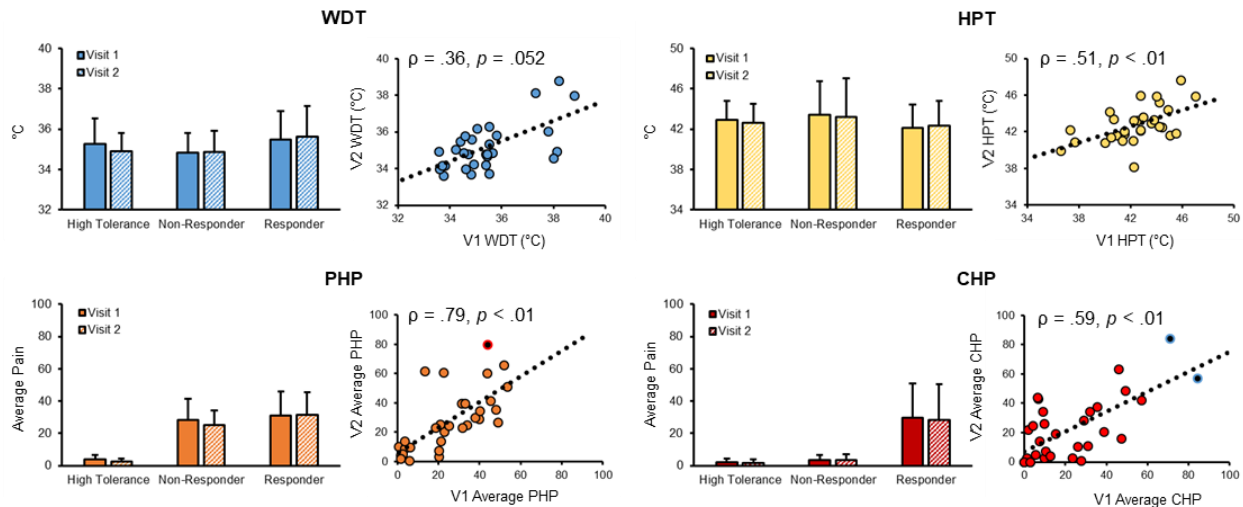 WDT
40
38
36
34
32
°C
Visit 1
Visit 2
High Tolerance
Non-Responder
Responder
ρ = .36, p = .052
V2 WDT (°C)
40
38
36
34
32
32
34
36
38
40
V1 WDT (°C)
HPT
50
46
42
38
34
°C
Visit 1
Visit 2
High Tolerance
Non-Responder
Responder
ρ = .51, p < .01
V2 HPT (°C)
50
46
42
38
34
34
38
42
46
50
V1 HPT (°C)
PHP
100
80
60
40
20
0
Average Pain
Visit 1
Visit 2
High Tolerance
Non-Responder
Responder
ρ = .79, p < .01
V2 Average PHP
100
80
60
40
20
0
0
20
40
60
80
100
V1 Average PHP
CHP
100
80
60
40
20
0
Average Pain
Visit 1
Visit 2
High Tolerance
Non-Responder
Responder
ρ = .59, p < .01
V2 Average CHP
100
80
60
40
20
0
0
20
40
60
80
100
V1 Average CHP